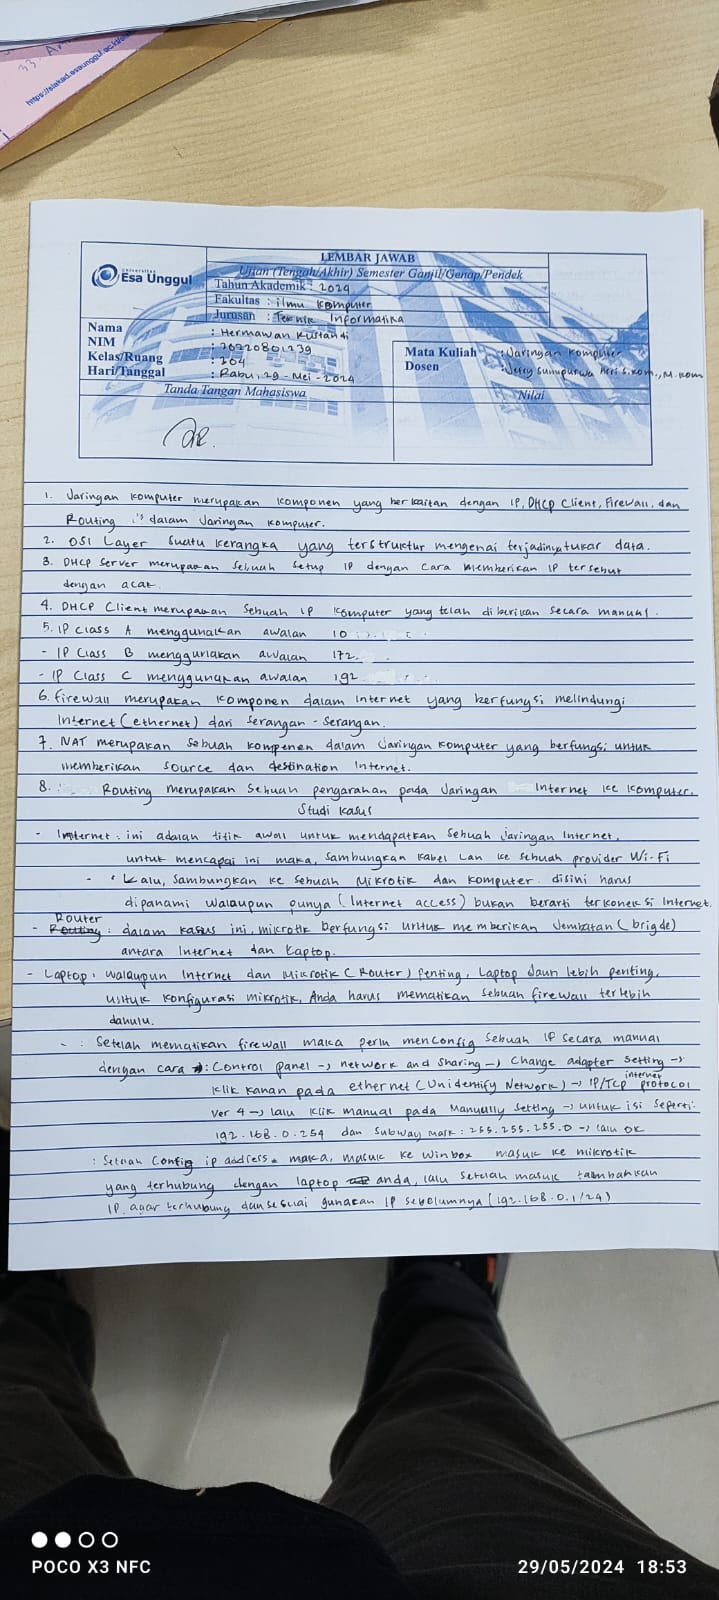 33. A
https://siakad.esaunggul.ac.id/
Universitas
Esa Unggul
LEMBAR JAWAB
Ujian (Tengah/Akhir) Semester Ganjil/Genap/Pendek
Tahun Akademik : 2024
Fakultas : ilmu Komputer
Jurusan : Teknik Informatika
Nama : Hermawan Kustandi
NIM : 20220801239
Kelas/Ruang : 204
Hari/Tanggal : Rabu, 29 - Mei - 2024
Mata Kuliah : Jaringan Komputer
Dosen : Jefry Sunupurwa Asri S.Kom., M.Kom
Tanda Tangan Mahasiswa
Nilai
1. Jaringan Komputer merupakan komponen yang berkaitan dengan IP, DHCP Client, Firewall, dan
Routing dalam Jaringan Komputer.
2. OSI Layer suatu kerangka yang terstruktur mengenai terjadinya tukar data.
3. DHCP Server merupakan sebuah setup IP dengan cara memberikan IP tersebut
dengan acak.
4. DHCP Client merupakan sebuah IP Komputer yang telah diberikan secara manual.
5. IP Class A menggunakan awalan 10
- IP Class B menggunakan awalan 172.
- IP Class C menggunakan awalan 192.
6. firewall merupakan komponen dalam Internet yang berfungsi melindungi
Internet (ethernet) dari serangan - serangan.
7. NAT merupakan sebuah komponen dalam Jaringan Komputer yang berfungsi untuk
memberikan source dan destination Internet.
8. Routing merupakan sebuah pengarahan pada Jaringan Internet ke Komputer.
Studi Kasus
- Internet : ini adalah titik awal untuk mendapatkan sebuah jaringan Internet.
untuk mencapai ini maka, sambungkan Kabel Lan ke sebuah provider Wi-Fi
- Lalu, sambungkan ke sebuah Mikrotik dan Komputer. disini harus
dipahami walaupun punya (Internet access) bukan berarti terkoneksi Internet.
Router
- Routing : dalam kasus ini, mikrotik berfungsi untuk memberikan Jembatan (brigde)
antara Internet dan Laptop.
- Laptop : walaupun Internet dan Mikrotik (Router) penting, Laptop Jauh lebih penting,
untuk Konfigurasi mikrotik, Anda harus mematikan sebuah firewall terlebih
dahulu.
- : Setelah mematikan firewall maka perlu menconfig sebuah IP secara manual
dengan cara : Control panel -> network and Sharing -> Change adapter Setting ->
internet
Klik Kanan pada ethernet (Unidentify Network) -> IP/TCP protocol
Ver 4 -> lalu Klik manual pada Manually Setting -> untuk isi seperti:
192.168.0.254 dan Subway Mask : 255.255.255.0 -> lalu OK
: Setelah Config ip address. maka, masuk ke Winbox masuk ke mikrotik
yang terhubung dengan laptop anda, lalu setelah masuk tambahkan
IP. agar terhubung dan sesuai gunakan IP sebelumnya (192.168.0.1/24)
POCO X3 NFC
29/05/2024 18:53